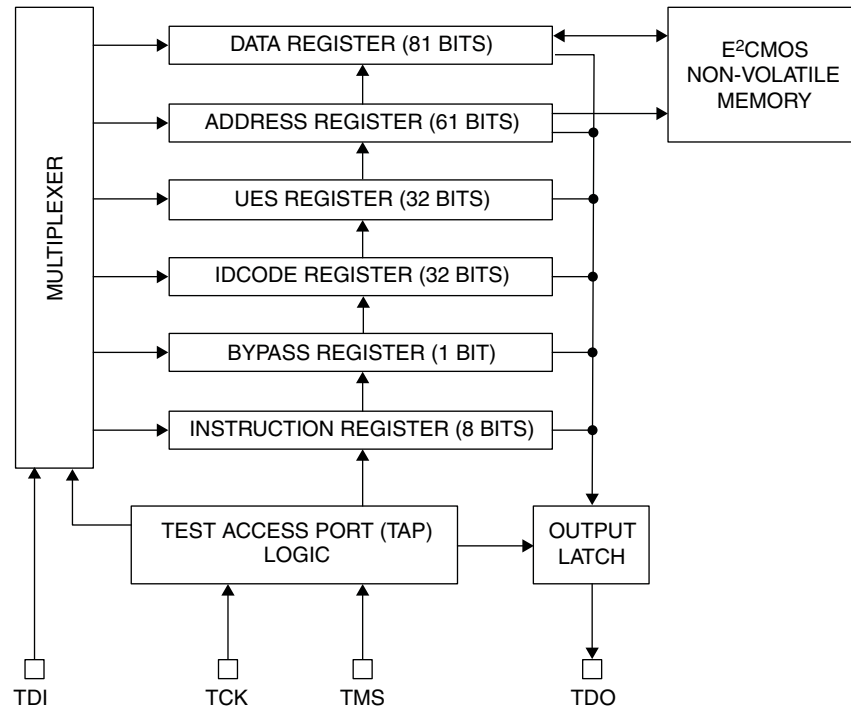 DATA REGISTER (81 BITS)
E²CMOS
NON-VOLATILE
MEMORY
ADDRESS REGISTER (61 BITS)
MULTIPLEXER
UES REGISTER (32 BITS)
IDCODE REGISTER (32 BITS)
BYPASS REGISTER (1 BIT)
INSTRUCTION REGISTER (8 BITS)
TEST ACCESS PORT (TAP)
LOGIC
OUTPUT
LATCH
TDI
TCK
TMS
TDO